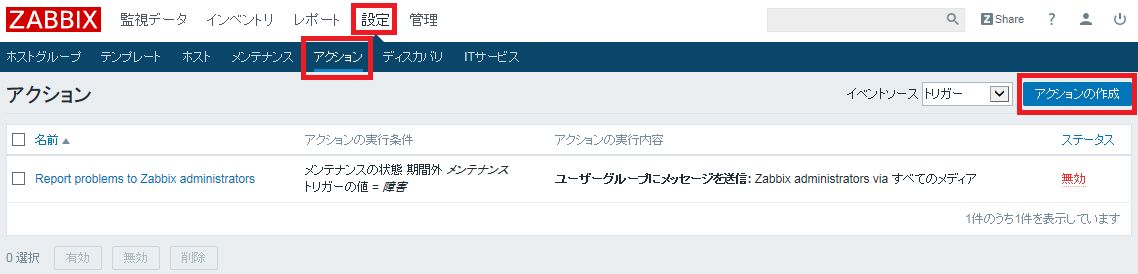 ZABBIX 監視データ インベントリ レポート 設定 管理 Z Share ?
ホストグループ テンプレート ホスト メンテナンス アクション ディスカバリ ITサービス
アクション イベントソース トリガー アクションの作成
名前 アクションの実行条件 アクションの実行内容 ステータス
Report problems to Zabbix administrators メンテナンスの状態 期間外 メンテナンス
トリガーの値 = 障害 ユーザーグループにメッセージを送信: Zabbix administrators via すべてのメディア 無効
1件のうち1件を表示しています
0 選択 有効 無効 削除